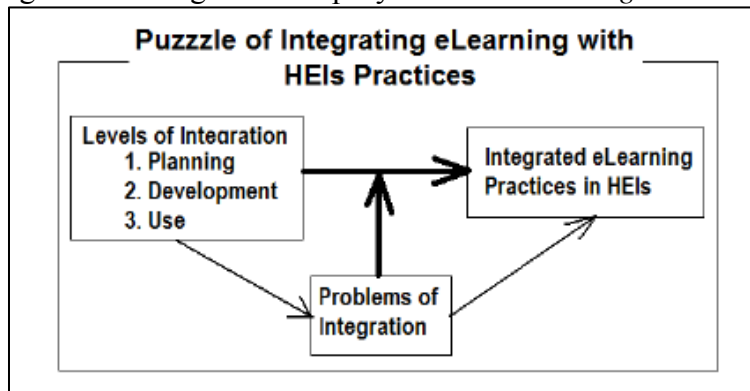 Puzzzle of Integrating eLearning with
HEIs Practices
Levels of Integration
1. Planning
2. Development
3. Use
Integrated eLearning
Practices in HEIs
Problems of
Integration